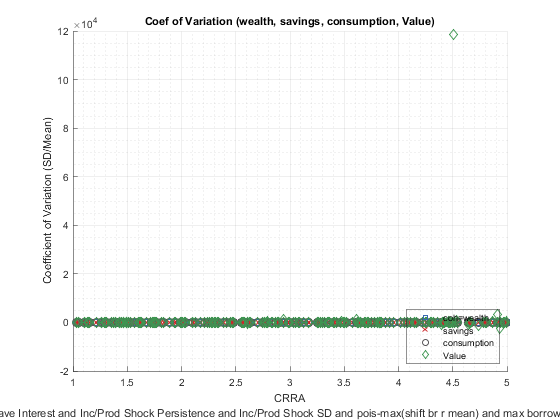 Coef of Variation (wealth, savings, consumption, Value)
×10^4
Coefficient of Variation (SD/Mean)
12
10
8
6
4
2
0
-2
1 1.5 2 2.5 3 3.5 4 4.5 5
CRRA
savings
consumption
Value
ave Interest and Inc/Prod Shock Persistence and Inc/Prod Shock SD and pois-max(shift br r mean) and max borrow